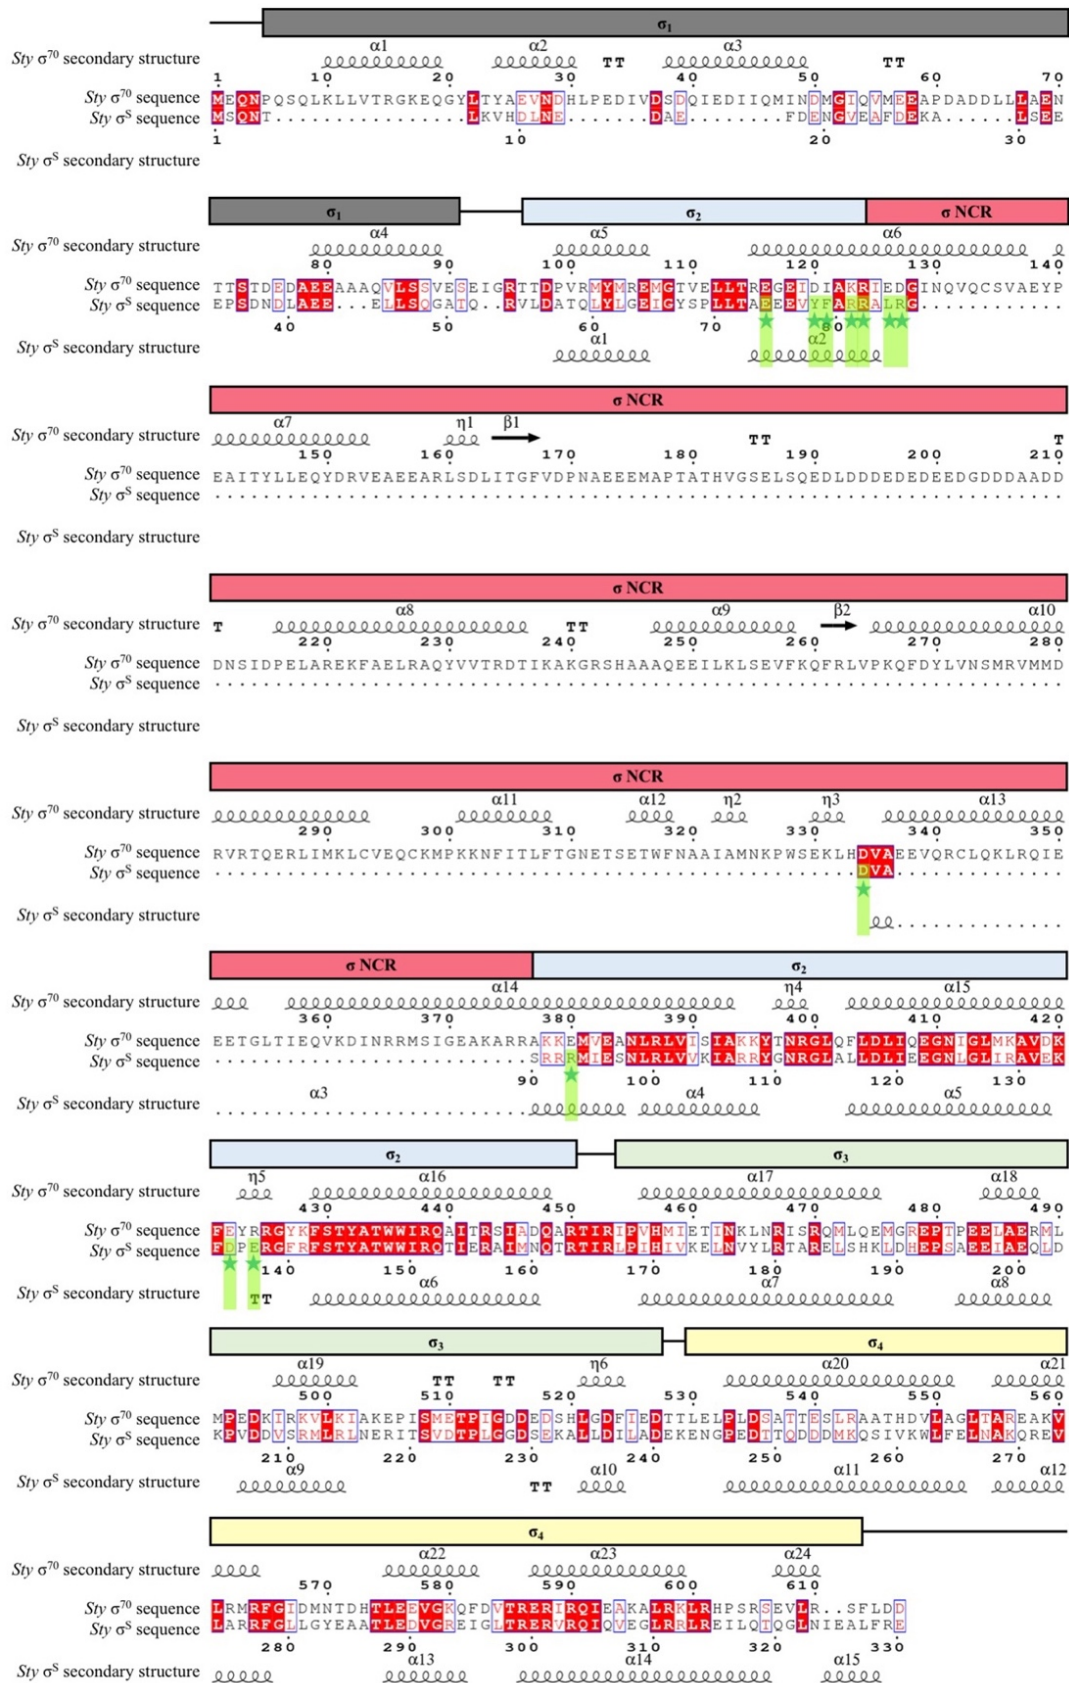 σ1
α1 α2 α3
Sty σ70 secondary structure TT TT
1 10 20 30 40 50 60 70
Sty σ70 sequence MEQNPQSQLKLLVTRGKEQGYLTYAEVNDHLPEDIVDSDQIEDIIQMINDMGIQVMEEAPDADDLLLAEN
Sty σS sequence MSQNT................LKVHDLNE.......DAE........FDENGVEAFDEKA......LSEE
1 10 20 30
Sty σS secondary structure
σ1 σ2 σ NCR
α4 α5 α6
Sty σ70 secondary structure
80 90 100 110 120 130 140
Sty σ70 sequence TTSTDEDAEEAAAQVLSSVESEIGRTTDPVRMYMREMGTVELLTREGEIDIAKRIEDGINQVQCSVAEYP
Sty σS sequence EPSDNDLAEE...ELLSQGATQ..RVLDATQLYLGEIGYSPLLTAEEEVYFARRALRG............
40 50 60 70 80
Sty σS secondary structure α1 α2
σ NCR
α7 η1 β1
Sty σ70 secondary structure TT T
150 160 170 180 190 200 210
Sty σ70 sequence EAITYLLEQYDRVEAEEARLSDLITGFVDPNAEEEMAPTATHVGSELSQEDLDDDEDEDEEDGDDDAADD
Sty σS sequence ......................................................................
Sty σS secondary structure
σ NCR
α8 α9 β2 α10
Sty σ70 secondary structure T TT
220 230 240 250 260 270 280
Sty σ70 sequence DNSIDPELAREKFAELRAQYVVTRDTIKAKGRSHAAAQEEILKLSEVFKQFRLVPKQFDYLVNSMRVMMD
Sty σS sequence ......................................................................
Sty σS secondary structure
σ NCR
α11 α12 η2 η3 α13
Sty σ70 secondary structure
290 300 310 320 330 340 350
Sty σ70 sequence RVRTQERLIMKLCVEQCKMPKKNFITLFTGNETSETWFNAAIAMNKPWSEKLHDVAEEVQRCLQKLRQIE
Sty σS sequence .....................................................DVA..............
Sty σS secondary structure ..............
σ NCR σ2
α14 η4 α15
Sty σ70 secondary structure
360 370 380 390 400 410 420
Sty σ70 sequence EETGLTIEQVKDINRRMSIGEAKARRAKKEMVEANLRLVISIAKKYTNRGLQFLDLIQEGNIGLMKAVDK
Sty σS sequence ..........................SRRRMIESNLRLVVKIARRYGNRGLALLDLIEEGNLGLIRAVEK
90 100 110 120 130
Sty σS secondary structure .......................... α3 α4 α5
σ2 σ3
η5 α16 α17 α18
Sty σ70 secondary structure
430 440 450 460 470 480 490
Sty σ70 sequence FEYRRGYKFSTYATWWIRQAITRSIADQARTIRIPVHMIETINKLNRISRQMLQEMGREPTPEELAERML
Sty σS sequence FDPERGFRFSTYATWWIRQTIERAIMNQTRTIRLPIHIVKELNVYLRTARELSHKLDHEPSAEEIAEQLD
140 150 160 170 180 190 200
Sty σS secondary structure TT α6 α7 α8
σ3 σ4
α19 η6 α20 α21
Sty σ70 secondary structure TT TT
500 510 520 530 540 550 560
Sty σ70 sequence MPEDKIRKVLKIAKEPISMETPIGDDEDSHLGDFIEDTTLELPLDSATTESLRAATHDVLAGLTAREAKV
Sty σS sequence KPVDDVSRMLRLNERITSVDTPLGGDSEKALLDILADEKENGPEDTTQDDDMKQSIVKWLFELNAKQREV
210 220 230 240 250 260 270
Sty σS secondary structure α9 TT α10 α11 α12
σ4
α22 α23 α24
Sty σ70 secondary structure
570 580 590 600 610
Sty σ70 sequence LRMRFGIDMNTDHTLEEVGKQFDVTRERIRQIEAKALRKLRHPSRSEVLR..SFLDD
Sty σS sequence LARRFGLLGYEAATLEDVGREIGLTRERVRQIQVEGLRRLREILQTQGLNIEALFRE
280 290 300 310 320 330
Sty σS secondary structure α13 α14 α15